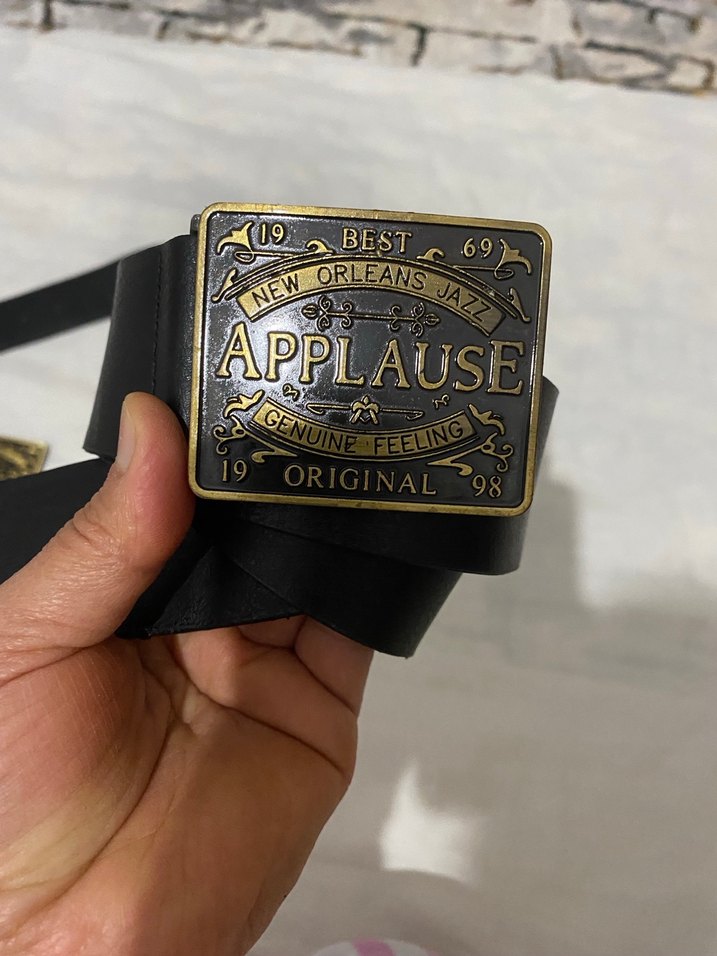 19 BEST 69
NEW ORLEANS JAZZ
APPLAUSE
GENUINE FEELING
19 ORIGINAL 98